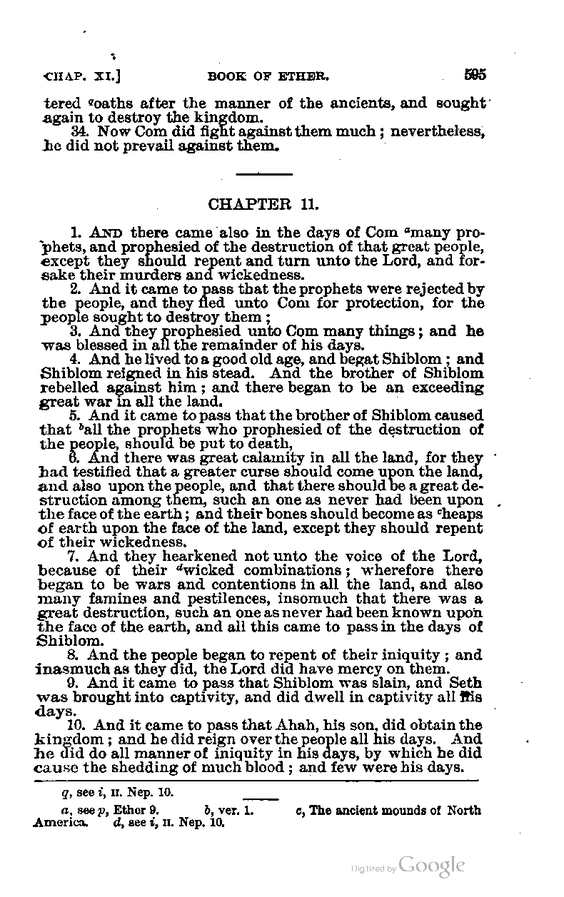 CHAP. XI.] BOOK OF ETHER. 595
tered qoaths after the manner of the ancients, and sought
again to destroy the kingdom.
34. Now Com did fight against them much; nevertheless,
he did not prevail against them.
CHAPTER 11.
1. AND there came also in the days of Com amany pro-
phets, and prophesied of the destruction of that great people,
except they should repent and turn unto the Lord, and for-
sake their murders and wickedness.
2. And it came to pass that the prophets were rejected by
the people, and they fled unto Com for protection, for the
people sought to destroy them;
3. And they prophesied unto Com many things; and he
was blessed in all the remainder of his days.
4. And he lived to a good old age, and begat Shiblom; and
Shiblom reigned in his stead. And the brother of Shiblom
rebelled against him; and there began to be an exceeding
great war in all the land.
5. And it came to pass that the brother of Shiblom caused
that ball the prophets who prophesied of the destruction of
the people, should be put to death,
6. And there was great calamity in all the land, for they
had testified that a greater curse should come upon the land,
and also upon the people, and that there should be a great de-
struction among them, such an one as never had been upon
the face of the earth; and their bones should become as cheaps
of earth upon the face of the land, except they should repent
of their wickedness.
7. And they hearkened not unto the voice of the Lord,
because of their dwicked combinations; wherefore there
began to be wars and contentions in all the land, and also
many famines and pestilences, insomuch that there was a
great destruction, such an one as never had been known upon
the face of the earth, and all this came to pass in the days of
Shiblom.
8. And the people began to repent of their iniquity; and
inasmuch as they did, the Lord did have mercy on them.
9. And it came to pass that Shiblom was slain, and Seth
was brought into captivity, and did dwell in captivity all his
days.
10. And it came to pass that Ahah, his son, did obtain the
kingdom; and he did reign over the people all his days. And
he did do all manner of iniquity in his days, by which he did
cause the shedding of much blood; and few were his days.
q, see i, II. Nep. 10.
a, see p, Ether 9. b, ver. 1. c, The ancient mounds of North
America. d, see i, II. Nep. 10.
Digitized by Google